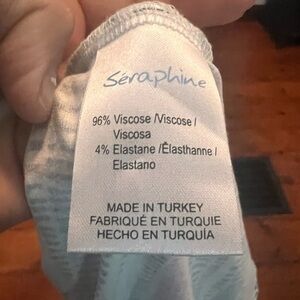 Séraphine
96% Viscose /Viscose /
Viscosa
4% Elastane /Élasthanne /
Elastano
MADE IN TURKEY
FABRIQUÉ EN TURQUIE
HECHO EN TURQUÍA